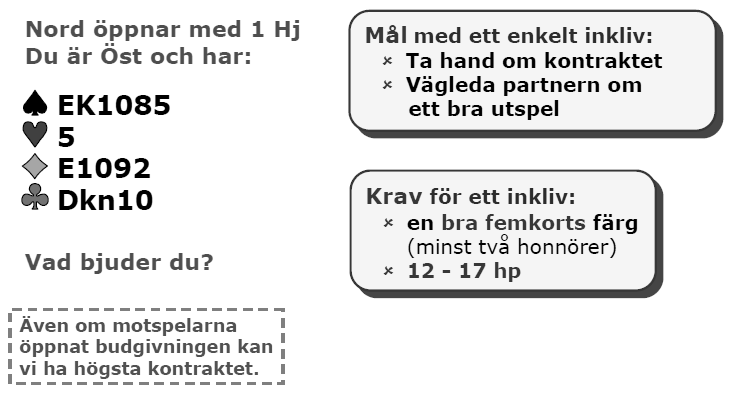 Nord öppnar med 1 Hj
Du är Öst och har:
EK1085
5
E1092
Dkn10
Vad bjuder du?
Även om motspelarna
öppnat budgivningen kan
vi ha högsta kontraktet.
Mål med ett enkelt inkliv:
Ta hand om kontraktet
Vägleda partnern om
ett bra utspel
Krav för ett inkliv:
en bra femkorts färg
(minst två honnörer)
12 - 17 hp